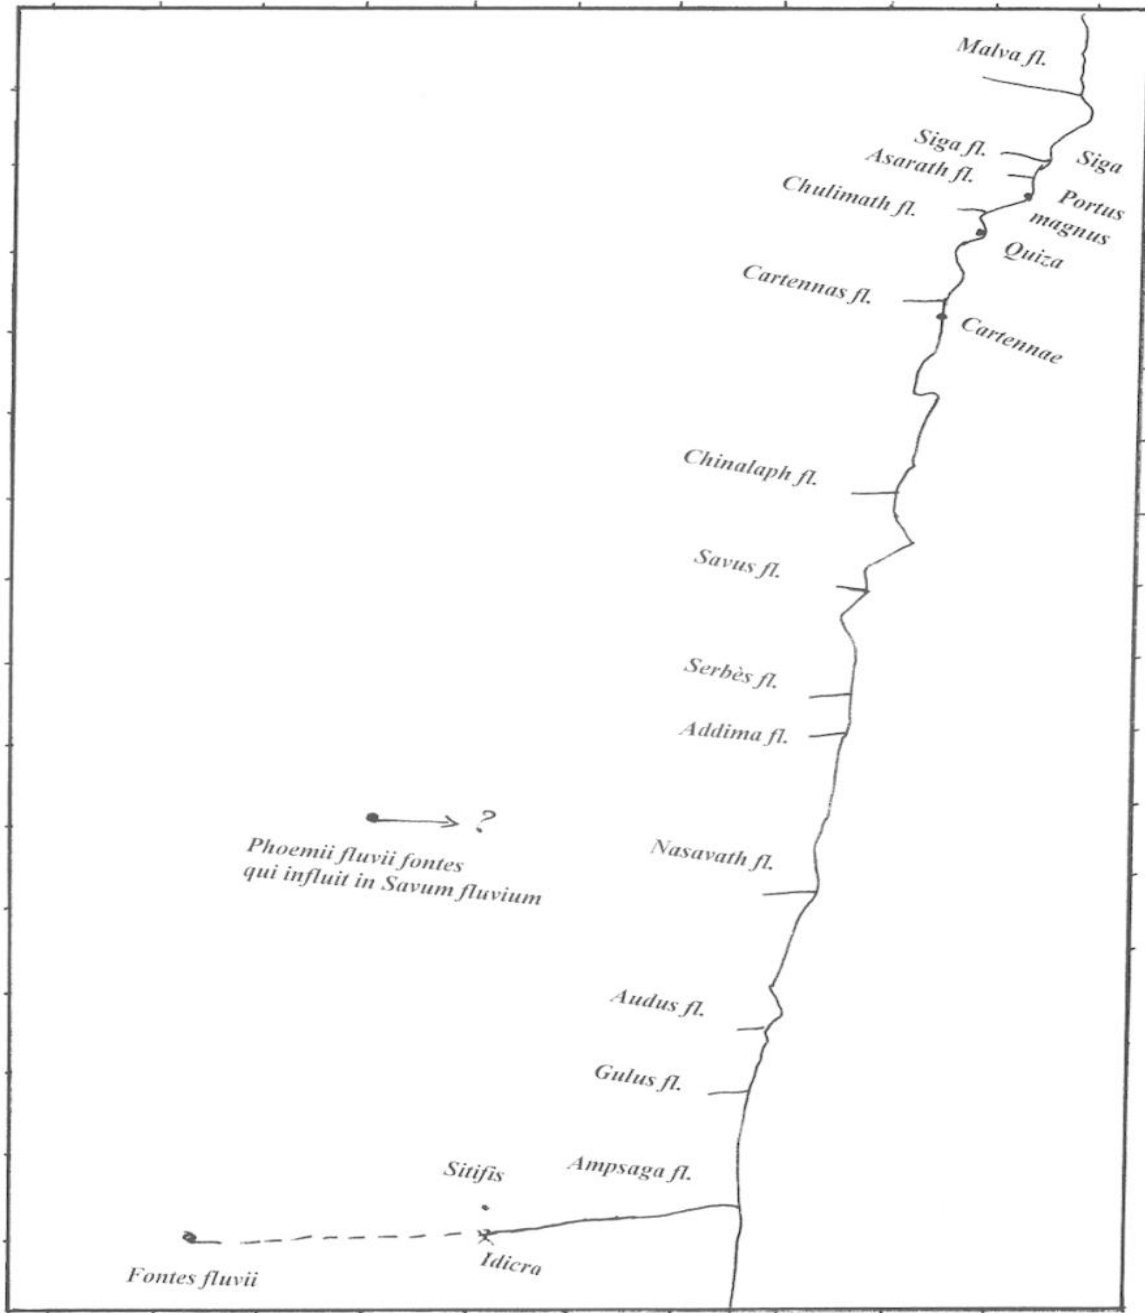 Malva fl.
Siga fl.
Siga
Asarath fl.
Chulimath fl.
Portus
magnus
Quiza
Cartennas fl.
Cartennae
Chinalaph fl.
Savus fl.
Serbès fl.
Addima fl.
?
Phoemii fluvii fontes
qui influit in Savum fluvium
Nasavath fl.
Audus fl.
Gulus fl.
Sitifis
Ampsaga fl.
Idicra
Fontes fluvii